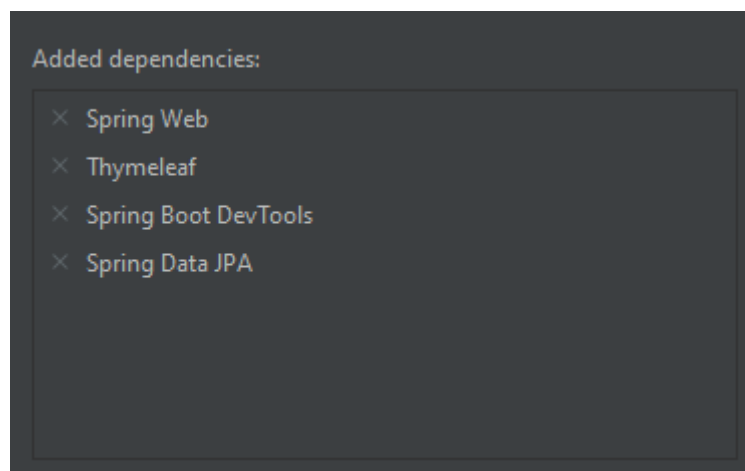 Added dependencies:
Spring Web
Thymeleaf
Spring Boot DevTools
Spring Data JPA